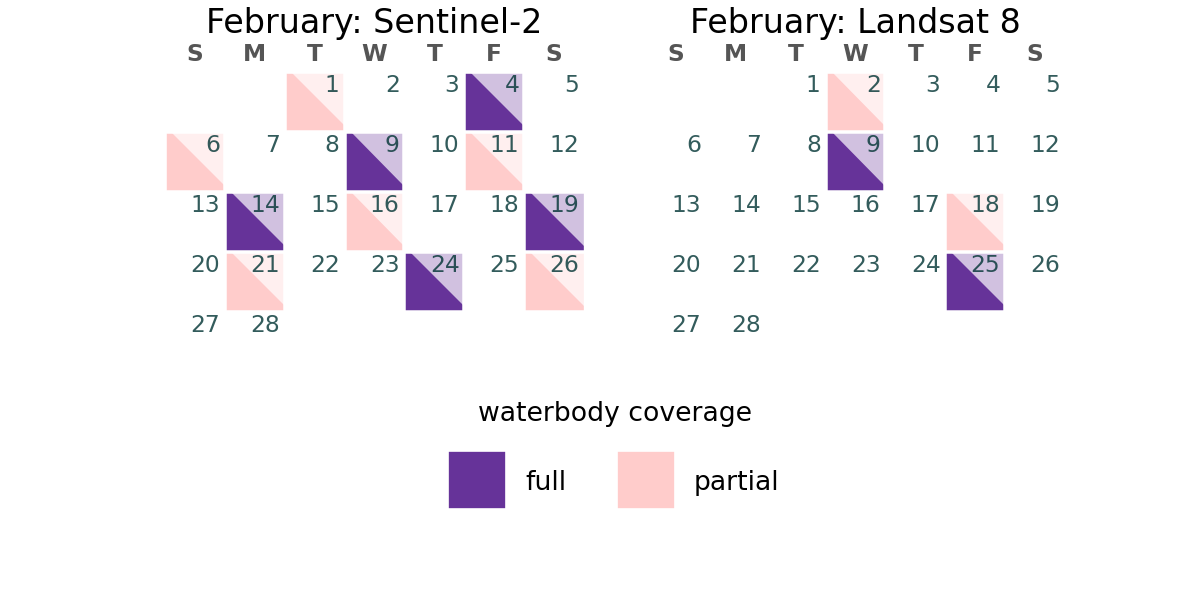 February: Sentinel-2
S M T W T F S
1 2 3 4 5
6 7 8 9 10 11 12
13 14 15 16 17 18 19
20 21 22 23 24 25 26
27 28
February: Landsat 8
S M T W T F S
1 2 3 4 5
6 7 8 9 10 11 12
13 14 15 16 17 18 19
20 21 22 23 24 25 26
27 28
waterbody coverage
full partial